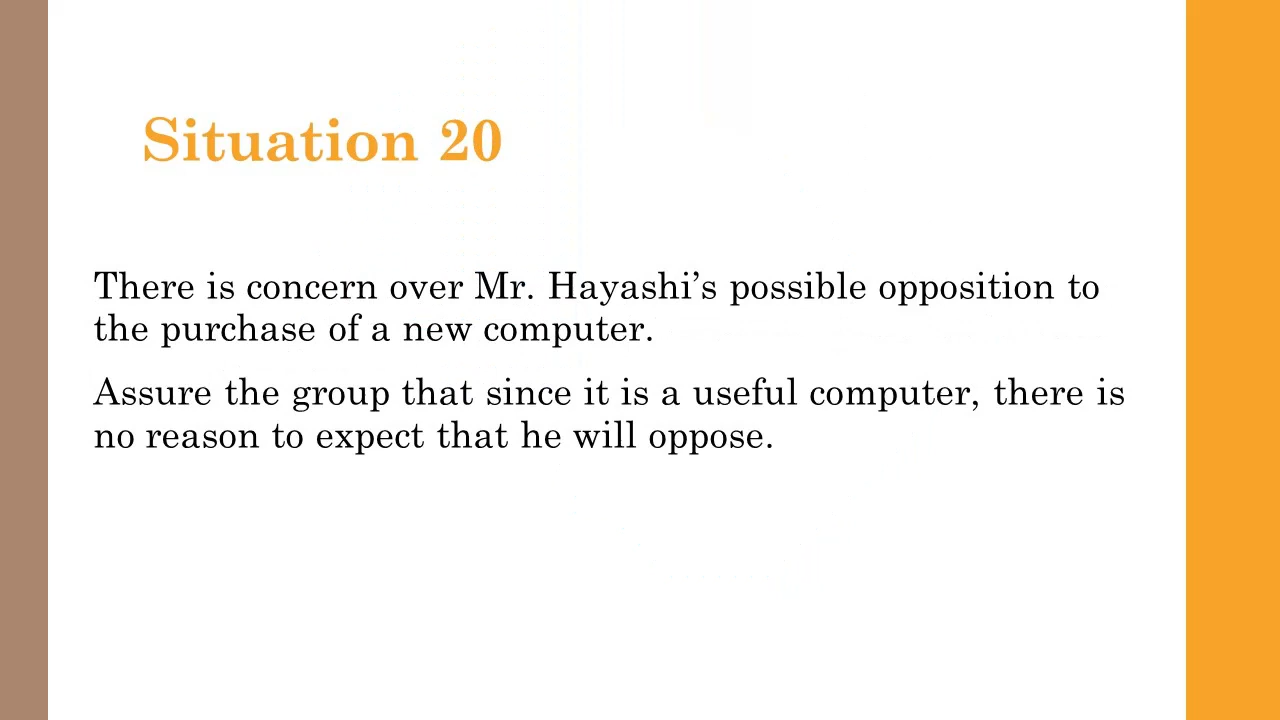 Situation 20
There is concern over Mr. Hayashi’s possible opposition to
the purchase of a new computer.
Assure the group that since it is a useful computer, there is
no reason to expect that he will oppose.